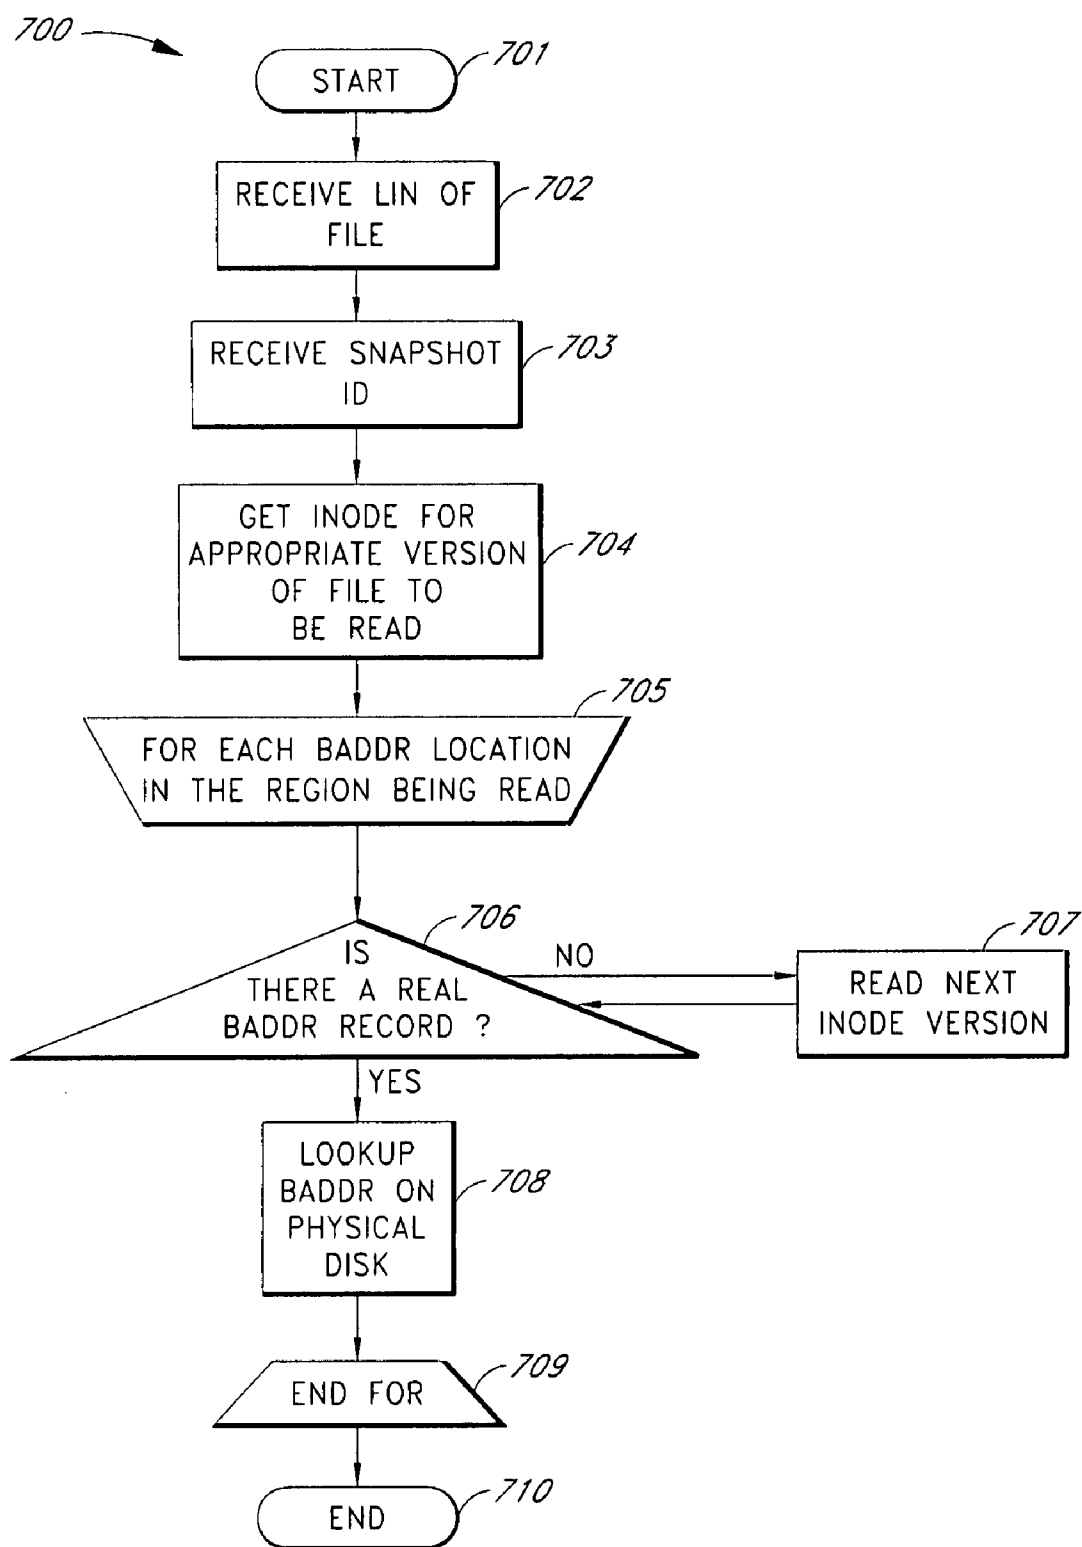 700
701
START
RECEIVE LIN OF
FILE
702
RECEIVE SNAPSHOT
ID
703
GET INODE FOR
APPROPRIATE VERSION
OF FILE TO
BE READ
704
705
FOR EACH BADDR LOCATION
IN THE REGION BEING READ
706
IS
THERE A REAL
BADDR RECORD ?
NO
707
READ NEXT
INODE VERSION
YES
LOOKUP
BADDR ON
PHYSICAL
DISK
708
END FOR
709
END
710